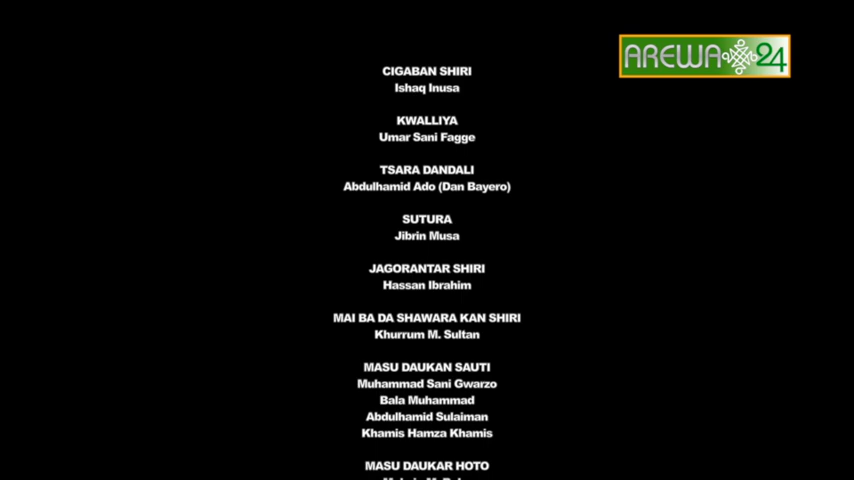 AREWA 24
CIGABAN SHIRI
Ishaq Inusa
KWALLIYA
Umar Sani Fagge
TSARA DANDALI
Abdulhamid Ado (Dan Bayero)
SUTURA
Jibrin Musa
JAGORANTAR SHIRI
Hassan Ibrahim
MAI BA DA SHAWARA KAN SHIRI
Khurrum M. Sultan
MASU DAUKAN SAUTI
Muhammad Sani Gwarzo
Bala Muhammad
Abdulhamid Sulaiman
Khamis Hamza Khamis
MASU DAUKAR HOTO